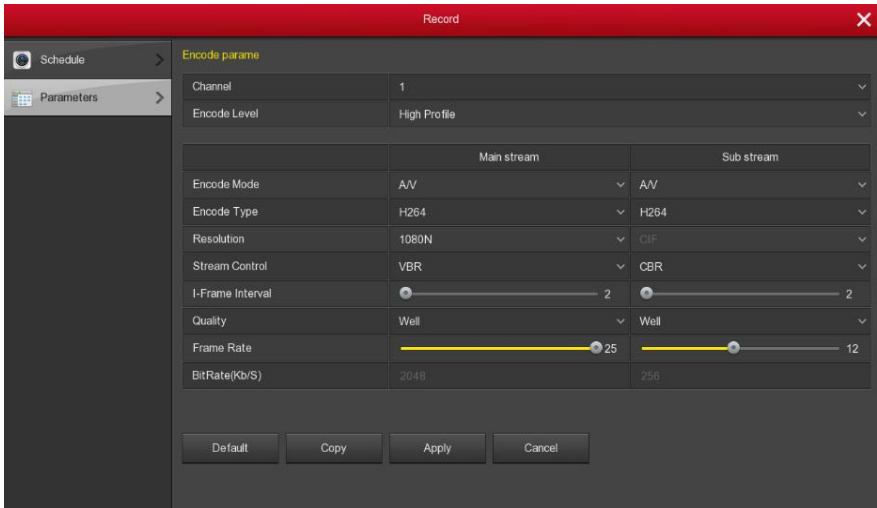 Record
Schedule
Parameters
Encode parame
Channel 1
Encode Level High Profile
Main stream Sub stream
Encode Mode A/V A/V
Encode Type H264 H264
Resolution 1080N CIF
Stream Control VBR CBR
I-Frame Interval 2 2
Quality Well Well
Frame Rate 25 12
BitRate(Kb/S) 2048 256
Default Copy Apply Cancel